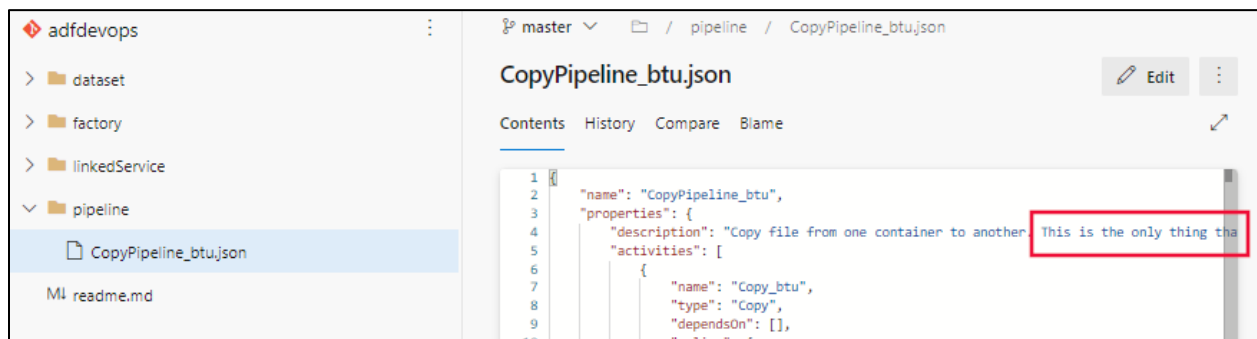 adfdevops
dataset
factory
linkedService
pipeline
CopyPipeline_btu.json
readme.md
master / pipeline / CopyPipeline_btu.json
CopyPipeline_btu.json
Edit
Contents History Compare Blame
1 {
2 "name": "CopyPipeline_btu",
3 "properties": {
4 "description": "Copy file from one container to another. This is the only thing tha
5 "activities": [
6 {
7 "name": "Copy_btu",
8 "type": "Copy",
9 "dependsOn": [],